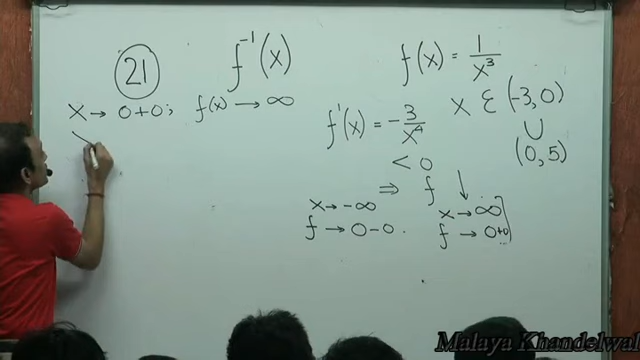 21
f⁻¹(x)
x → 0+0; f(x) → ∞
f(x) = 1/x³
x ∈ (-3, 0)
∪
(0, 5)
f'(x) = -3/x⁴
< 0
⇒ f ↓
x → -∞
f → 0-0.
x → ∞
f → 0+0
Malaya Khandelwal